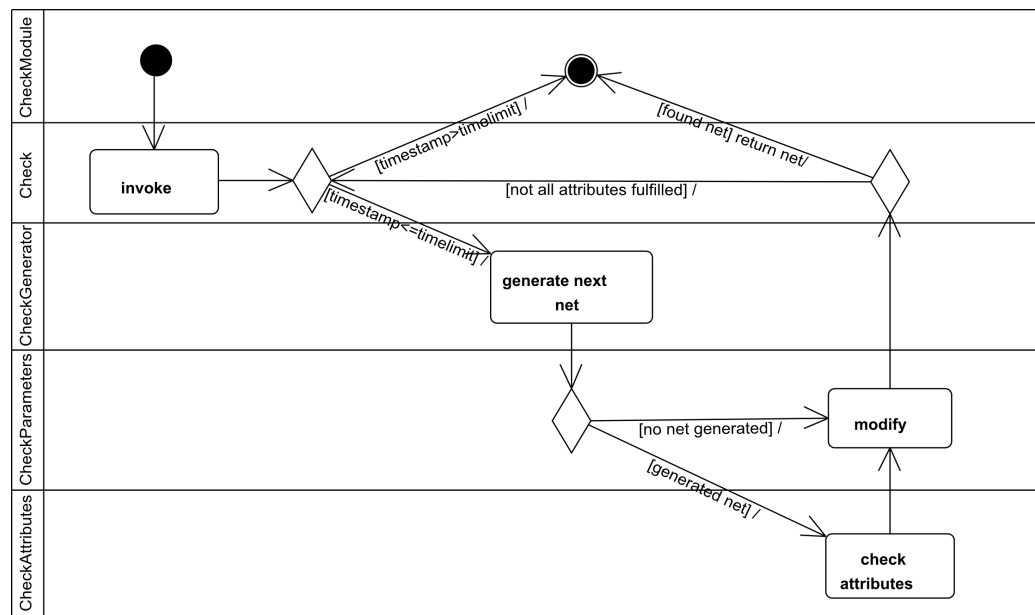 CheckModule
[timestamp>timelimit] /
[found net] return net/
Check
invoke
[not all attributes fulfilled] /
[timestamp<=timelimit] /
CheckGenerator
generate next
net
CheckParameters
[no net generated] /
modify
[generated net] /
CheckAttributes
check
attributes